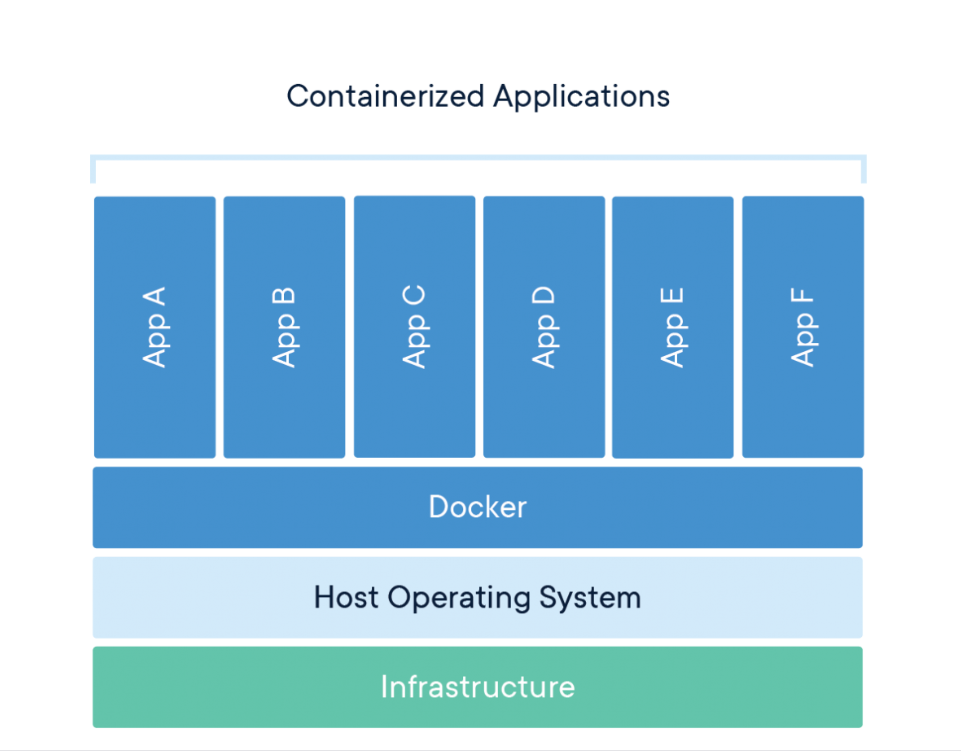 Containerized Applications
App A
App B
App C
App D
App E
App F
Docker
Host Operating System
Infrastructure